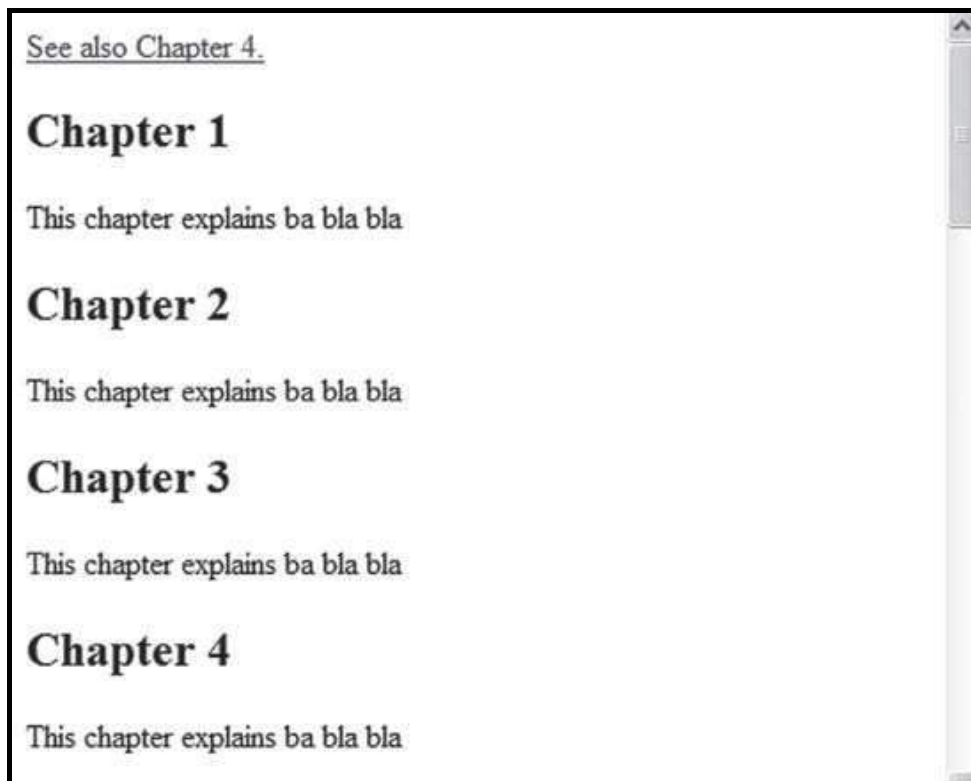 See also Chapter 4.
Chapter 1
This chapter explains ba bla bla
Chapter 2
This chapter explains ba bla bla
Chapter 3
This chapter explains ba bla bla
Chapter 4
This chapter explains ba bla bla